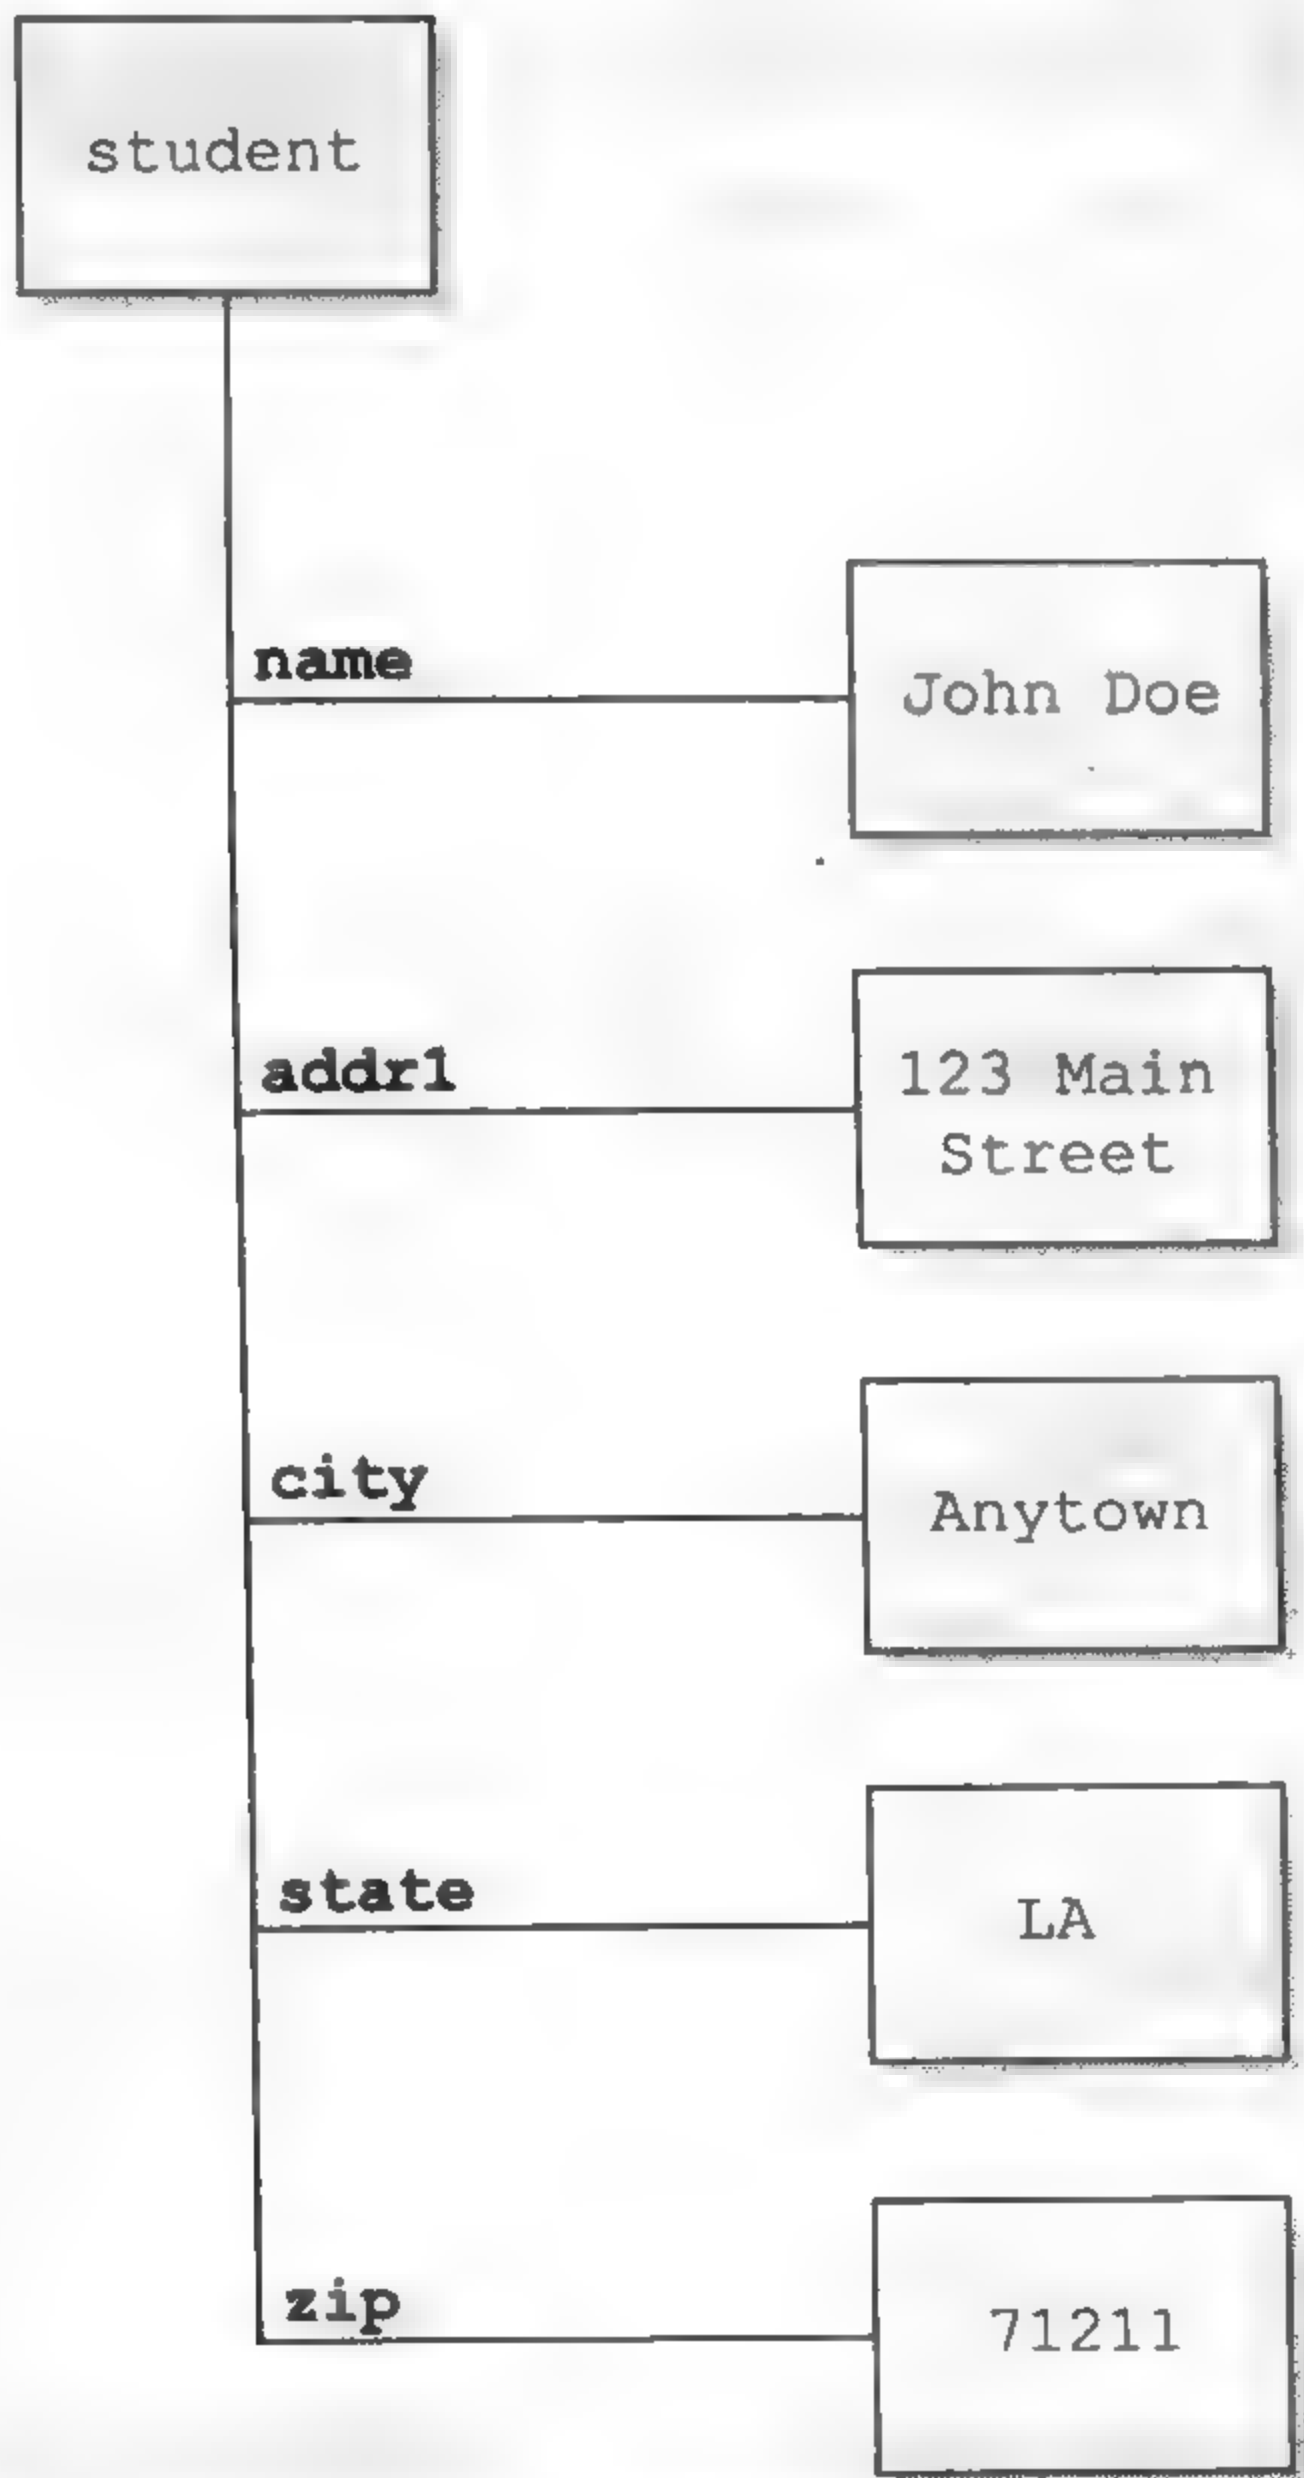 student
name
John Doe
addr1
123 Main
Street
city
Anytown
state
LA
zip
71211